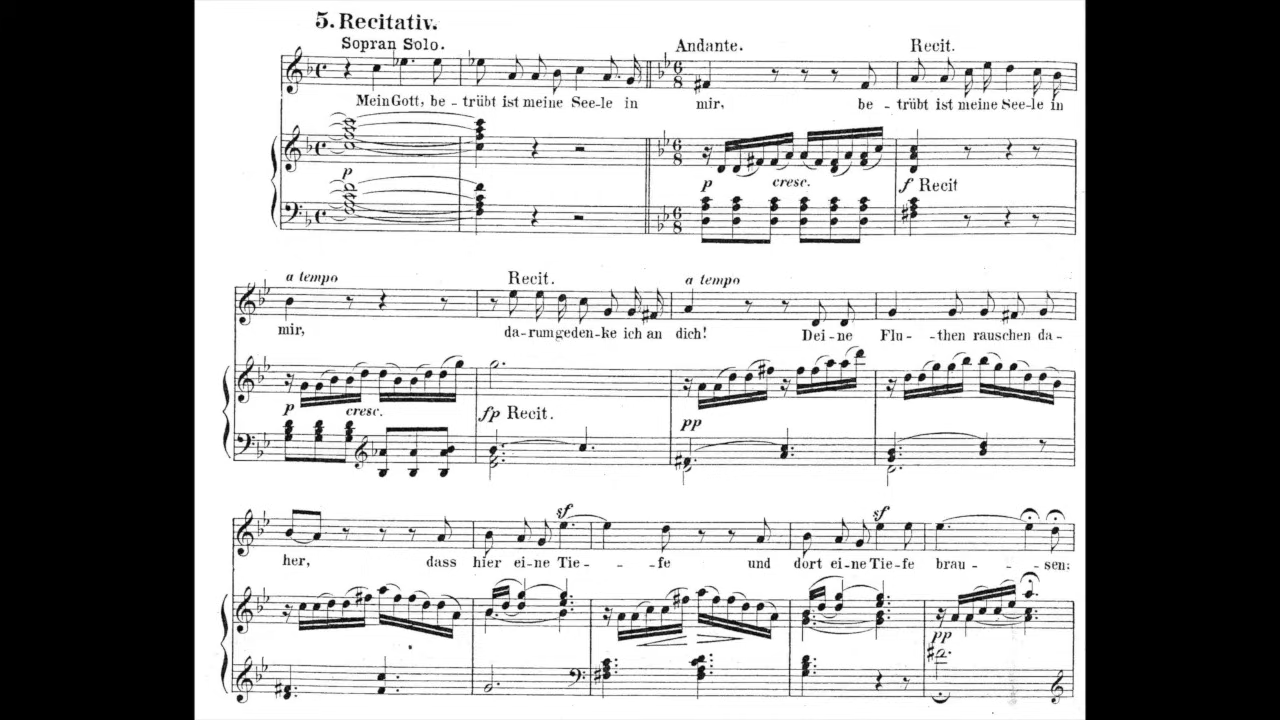 5. Recitativ.
Sopran Solo.
Andante.
Recit.
Mein Gott, be - trübt ist meine See-le in mir, be - trübt ist meine See-le in
p
p cresc. f Recit
a tempo
Recit.
a tempo
mir, da-rum geden-ke ich an dich! Dei-ne Flu--then rauschen da-
p cresc. fp Recit. pp
sf
sf
her, dass hier ei-ne Tie---fe und dort ei-ne Tie-fe brau---sen:
pp